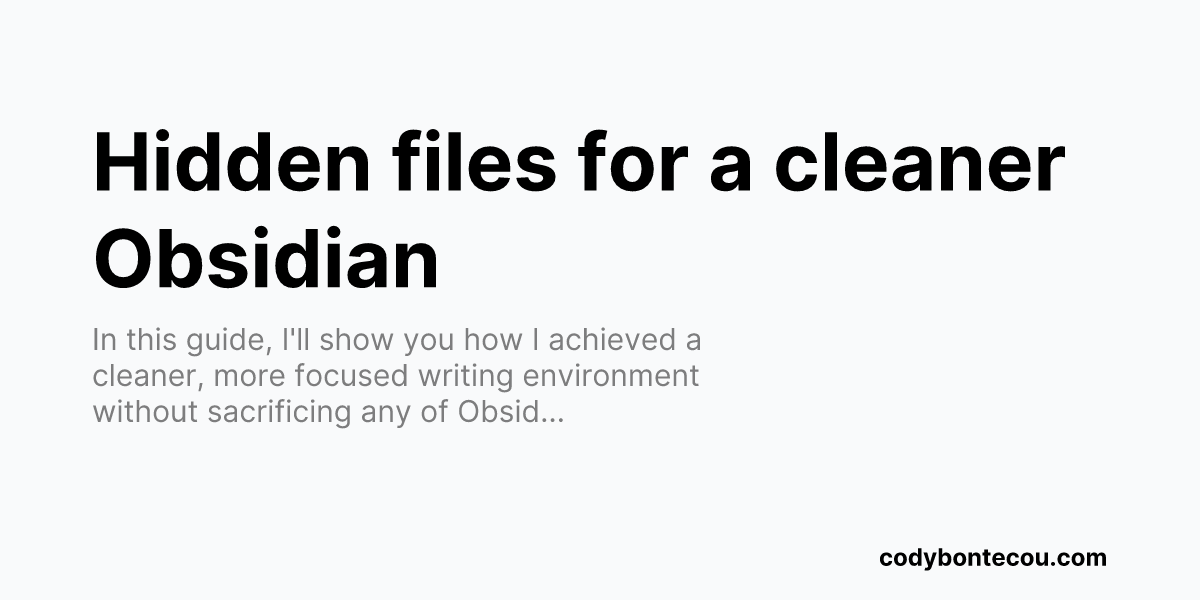 Hidden files for a cleaner
Obsidian
In this guide, I'll show you how I achieved a
cleaner, more focused writing environment
without sacrificing any of Obsid...
codybontecou.com